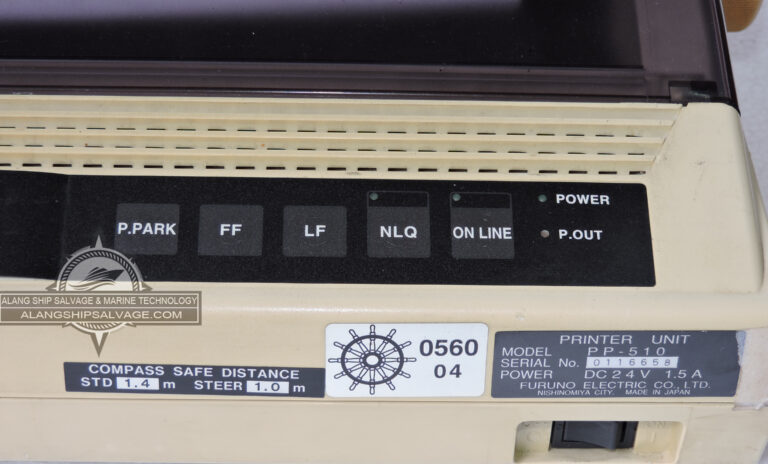 P.PARK
FF
LF
NLQ
ON LINE
POWER
P.OUT
ALANG SHIP SALVAGE & MARINE TECHNOLOGY
ALANGSHIPSALVAGE.COM
COMPASS SAFE DISTANCE
STD 1.4 m STEER 1.0 m
0560
04
PRINTER UNIT
MODEL PP-510
SERIAL No. 0116658
POWER DC24V 1.5A
FURUNO ELECTRIC CO., LTD.
NISHINOMIYA CITY. MADE IN JAPAN